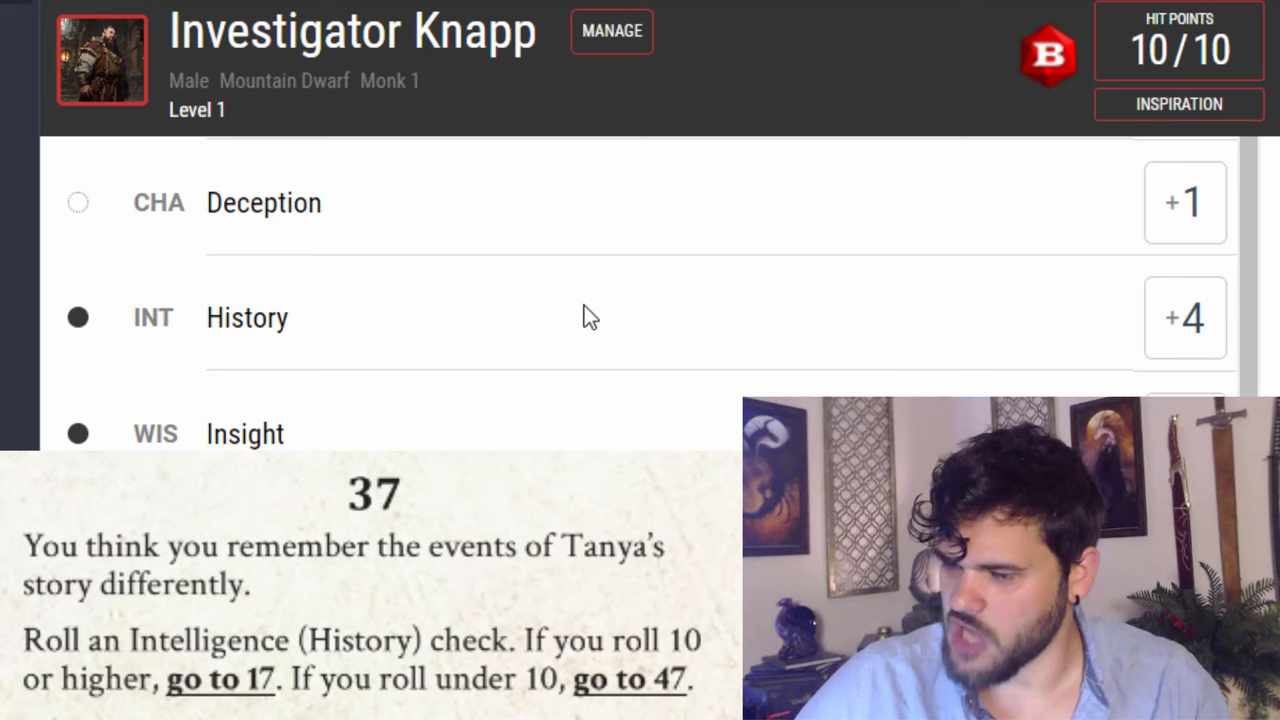 Investigator Knapp
MANAGE
Male Mountain Dwarf Monk 1
Level 1
B
HIT POINTS
10/10
INSPIRATION
CHA Deception +1
INT History +4
WIS Insight
37
You think you remember the events of Tanya's
story differently.
Roll an Intelligence (History) check. If you roll 10
or higher, go to 17. If you roll under 10, go to 47.